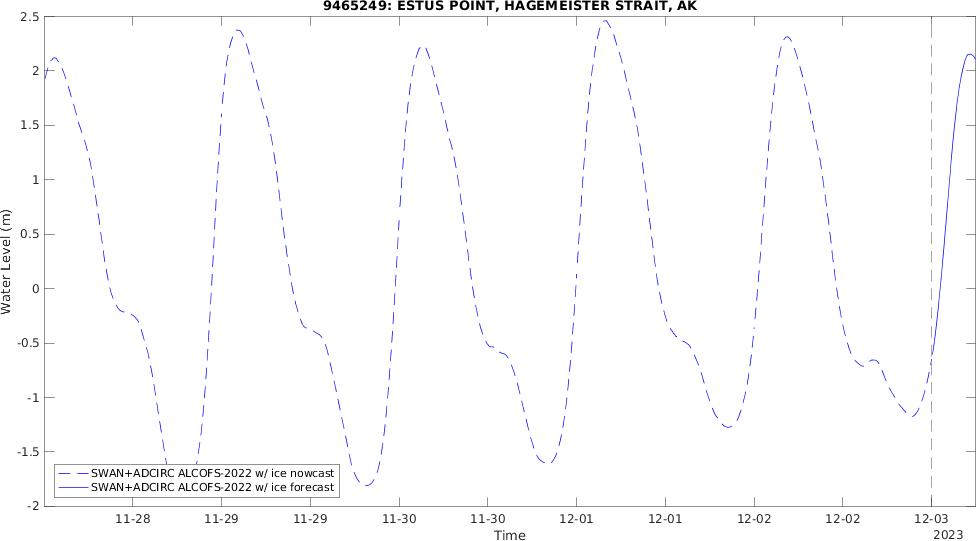 9465249: ESTUS POINT, HAGEMEISTER STRAIT, AK
2.5
2
1.5
1
0.5
0
-0.5
-1
-1.5
-2
Water Level (m)
SWAN+ADCIRC ALCOFS-2022 w/ ice nowcast
SWAN+ADCIRC ALCOFS-2022 w/ ice forecast
11-28 11-29 11-29 11-30 11-30 12-01 12-01 12-02 12-02 12-03
Time
2023